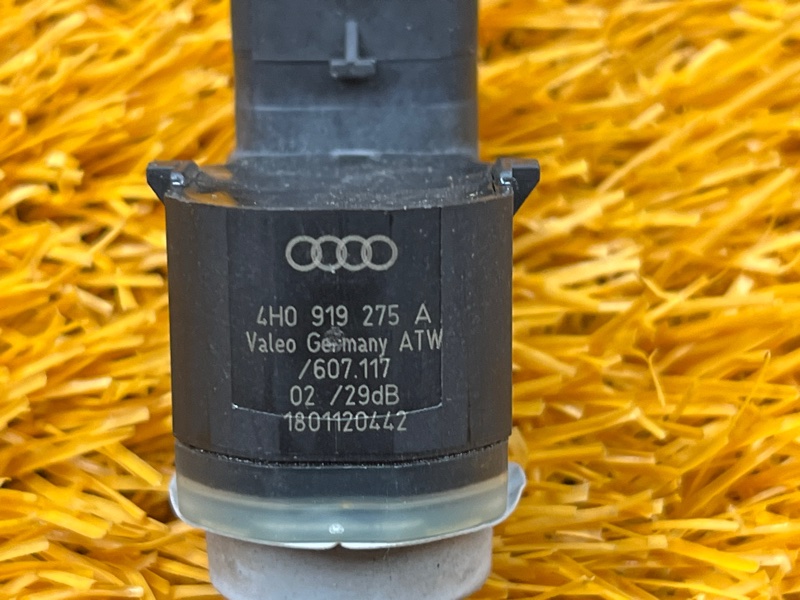 4H0 919 275 A
Valeo Germany ATW
/607.117
02 /29dB
1801120442